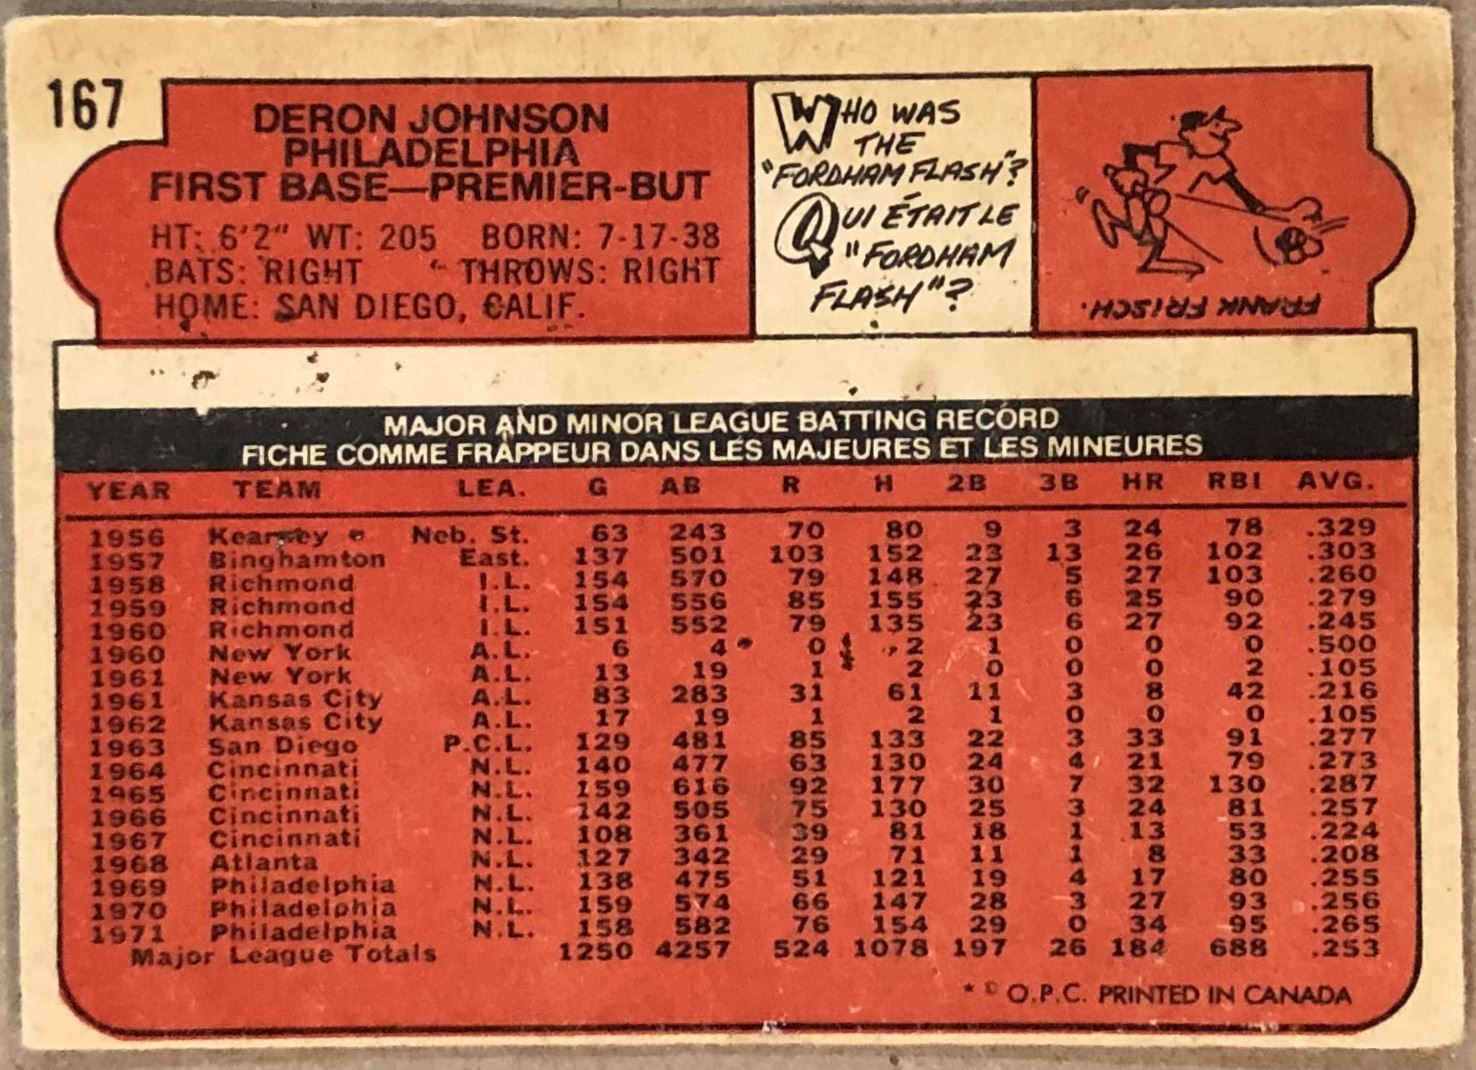 167
DERON JOHNSON
PHILADELPHIA
FIRST BASE—PREMIER-BUT
HT: 6'2" WT: 205 BORN: 7-17-38
BATS: RIGHT THROWS: RIGHT
HOME: SAN DIEGO, CALIF.
WHO WAS
THE
"FORDHAM FLASH"?
QUI ÉTAIT LE
"FORDHAM
FLASH"?
FRANK FRISCH.
MAJOR AND MINOR LEAGUE BATTING RECORD
FICHE COMME FRAPPEUR DANS LES MAJEURES ET LES MINEURES
YEAR TEAM LEA. G AB R H 2B 3B HR RBI AVG.
1956 Kearney Neb. St. 63 243 70 80 9 3 24 78 .329
1957 Binghamton East. 137 501 103 152 23 13 26 102 .303
1958 Richmond I.L. 154 570 79 148 27 5 27 103 .260
1959 Richmond I.L. 154 556 85 155 23 6 25 90 .279
1960 Richmond I.L. 151 552 79 135 23 6 27 92 .245
1960 New York A.L. 6 4 0 2 1 0 0 0 .500
1961 New York A.L. 13 19 1 2 0 0 0 2 .105
1961 Kansas City A.L. 83 283 31 61 11 3 8 42 .216
1962 Kansas City A.L. 17 19 1 2 1 0 0 0 .105
1963 San Diego P.C.L. 129 481 85 133 22 3 33 91 .277
1964 Cincinnati N.L. 140 477 63 130 24 4 21 79 .273
1965 Cincinnati N.L. 159 616 92 177 30 7 32 130 .287
1966 Cincinnati N.L. 142 505 75 130 25 3 24 81 .257
1967 Cincinnati N.L. 108 361 39 81 18 1 13 53 .224
1968 Atlanta N.L. 127 342 29 71 11 1 8 33 .208
1969 Philadelphia N.L. 138 475 51 121 19 4 17 80 .255
1970 Philadelphia N.L. 159 574 66 147 28 3 27 93 .256
1971 Philadelphia N.L. 158 582 76 154 29 0 34 95 .265
Major League Totals 1250 4257 524 1078 197 26 184 688 .253
* © O.P.C. PRINTED IN CANADA